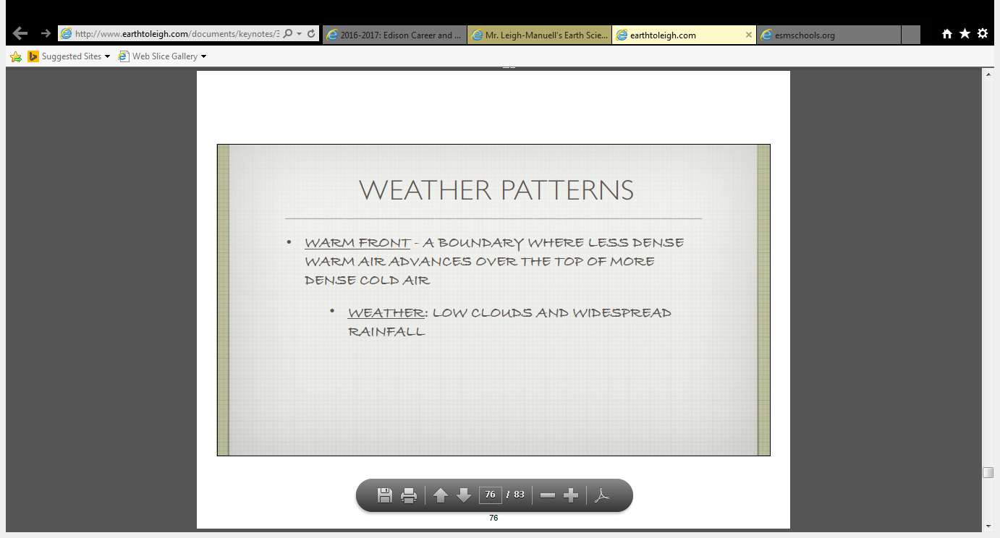 http://www.earthtoleigh.com/documents/keynotes/3
2016-2017: Edison Career and ...
Mr. Leigh-Manuell's Earth Scie...
earthtoleigh.com
esmschools.org
Suggested Sites
Web Slice Gallery
WEATHER PATTERNS
• WARM FRONT - A BOUNDARY WHERE LESS DENSE
WARM AIR ADVANCES OVER THE TOP OF MORE
DENSE COLD AIR
• WEATHER: LOW CLOUDS AND WIDESPREAD
RAINFALL
76 / 83
76